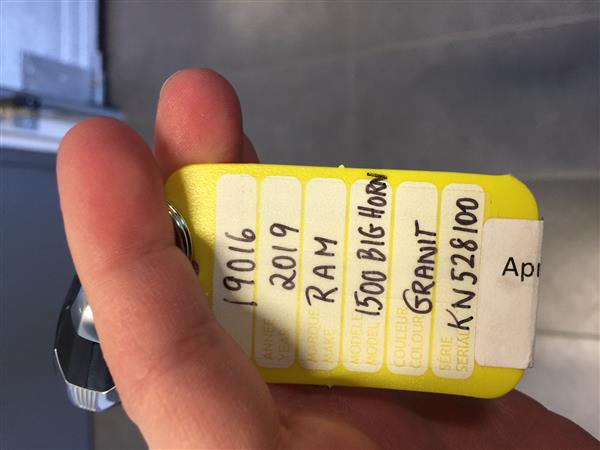 19016
ANNÉE
YEAR
2019
MARQUE
MAKE
RAM
MODÈLE
MODEL
1500 BIG HORN
COULEUR
COLOUR
GRANIT
SÉRIE
SERIAL
KN528100
Apr